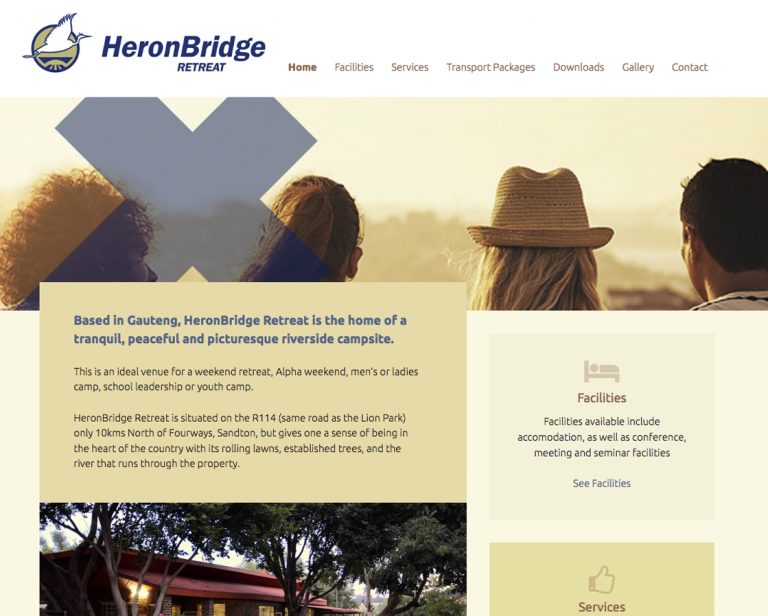 HeronBridge
RETREAT
Home Facilities Services Transport Packages Downloads Gallery Contact
Based in Gauteng, HeronBridge Retreat is the home of a
tranquil, peaceful and picturesque riverside campsite.
This is an ideal venue for a weekend retreat, Alpha weekend, men's or ladies
camp, school leadership or youth camp.
HeronBridge Retreat is situated on the R114 (same road as the Lion Park)
only 10kms North of Fourways, Sandton, but gives one a sense of being in
the heart of the country with its rolling lawns, established trees, and the
river that runs through the property.
Facilities
Facilities available include
accomodation, as well as conference,
meeting and seminar facilities
See Facilities
Services